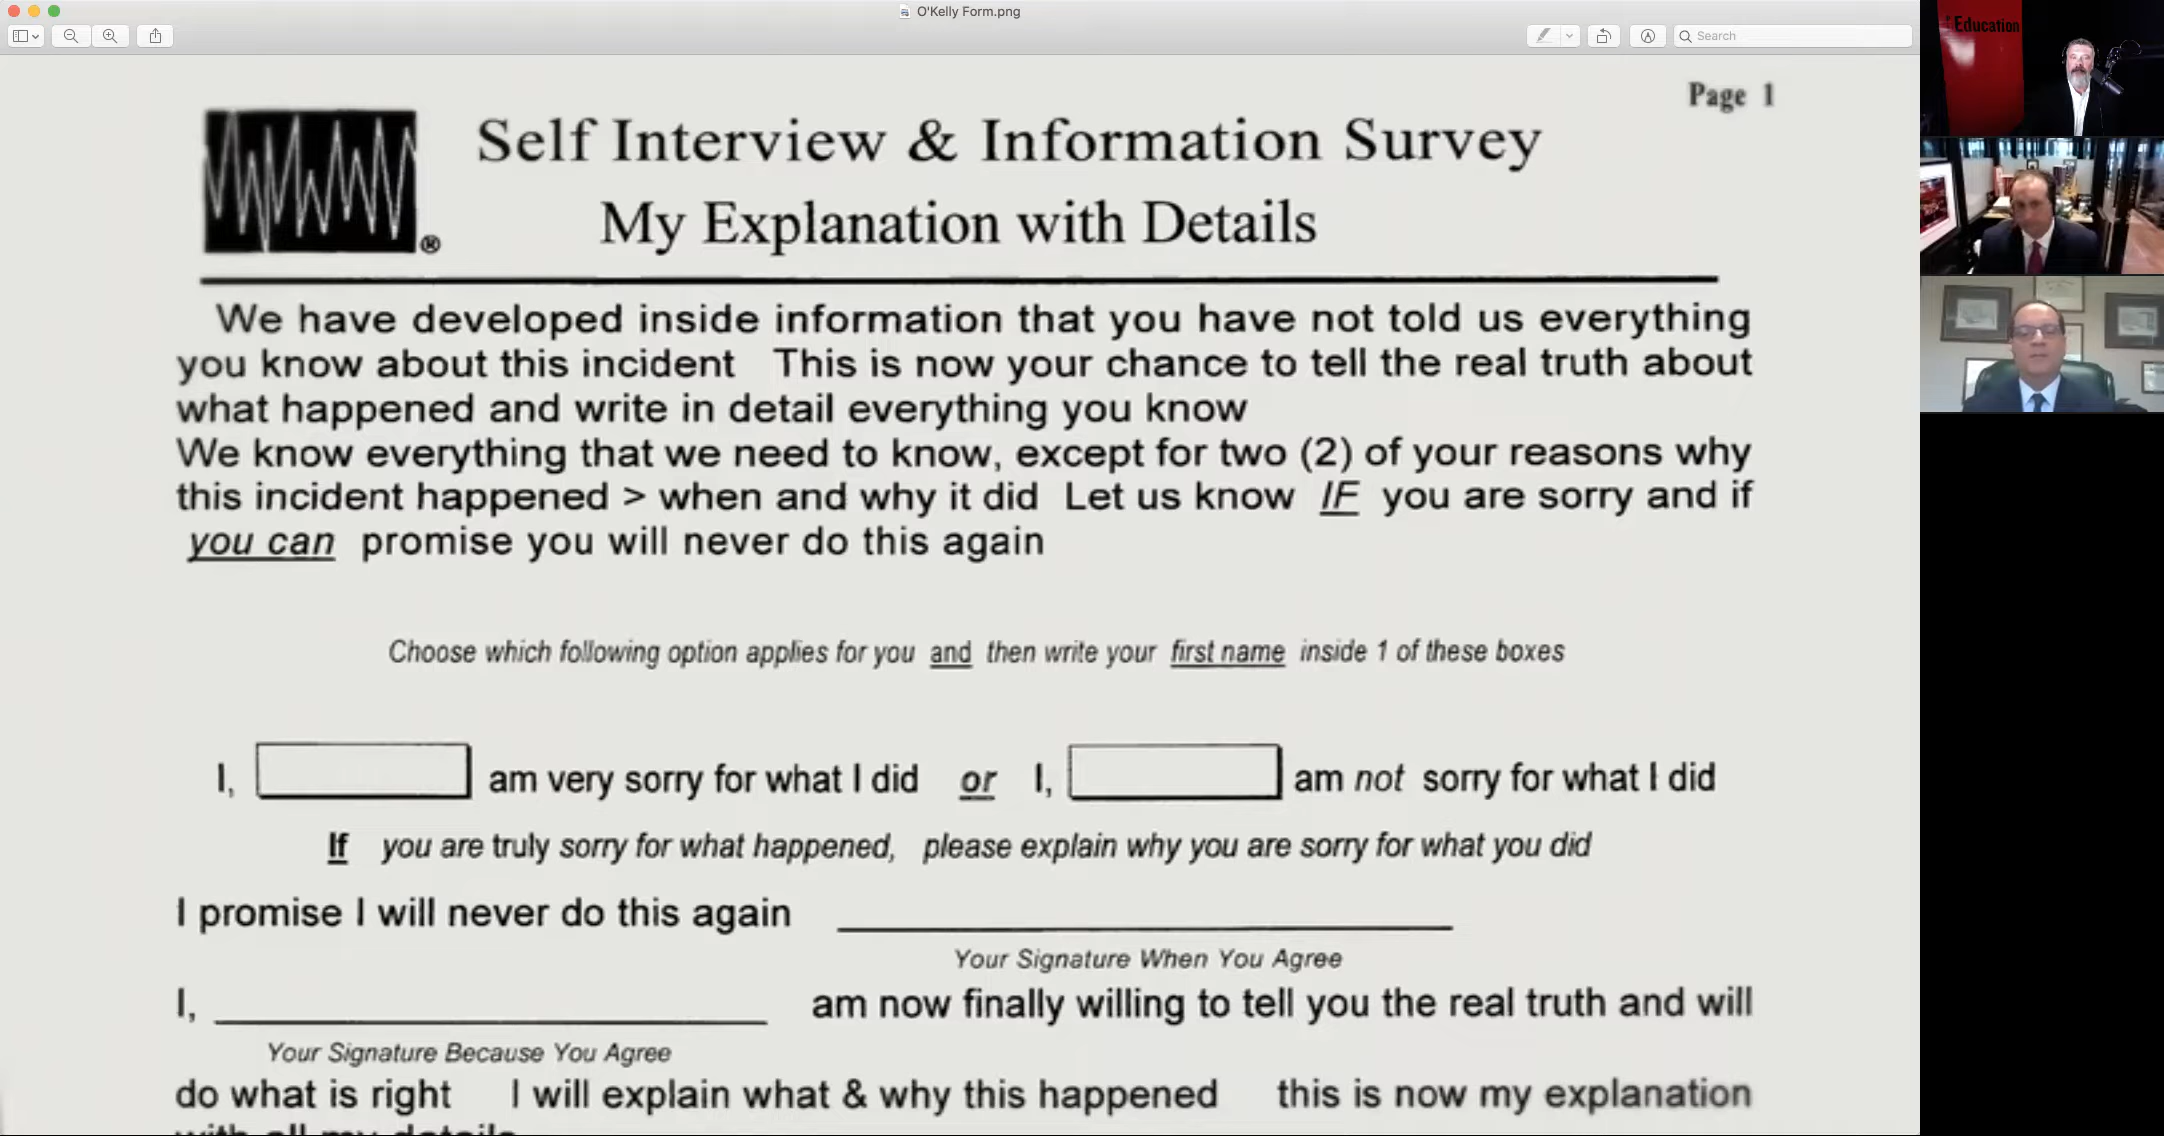 O'Kelly Form.png
Search
Education
Page 1
Self Interview & Information Survey
®
My Explanation with Details
We have developed inside information that you have not told us everything
you know about this incident This is now your chance to tell the real truth about
what happened and write in detail everything you know
We know everything that we need to know, except for two (2) of your reasons why
this incident happened > when and why it did Let us know IF you are sorry and if
you can promise you will never do this again
Choose which following option applies for you and then write your first name inside 1 of these boxes
I, am very sorry for what I did or I, am not sorry for what I did
If you are truly sorry for what happened, please explain why you are sorry for what you did
I promise I will never do this again
Your Signature When You Agree
I, am now finally willing to tell you the real truth and will
Your Signature Because You Agree
do what is right I will explain what & why this happened this is now my explanation
with all my details